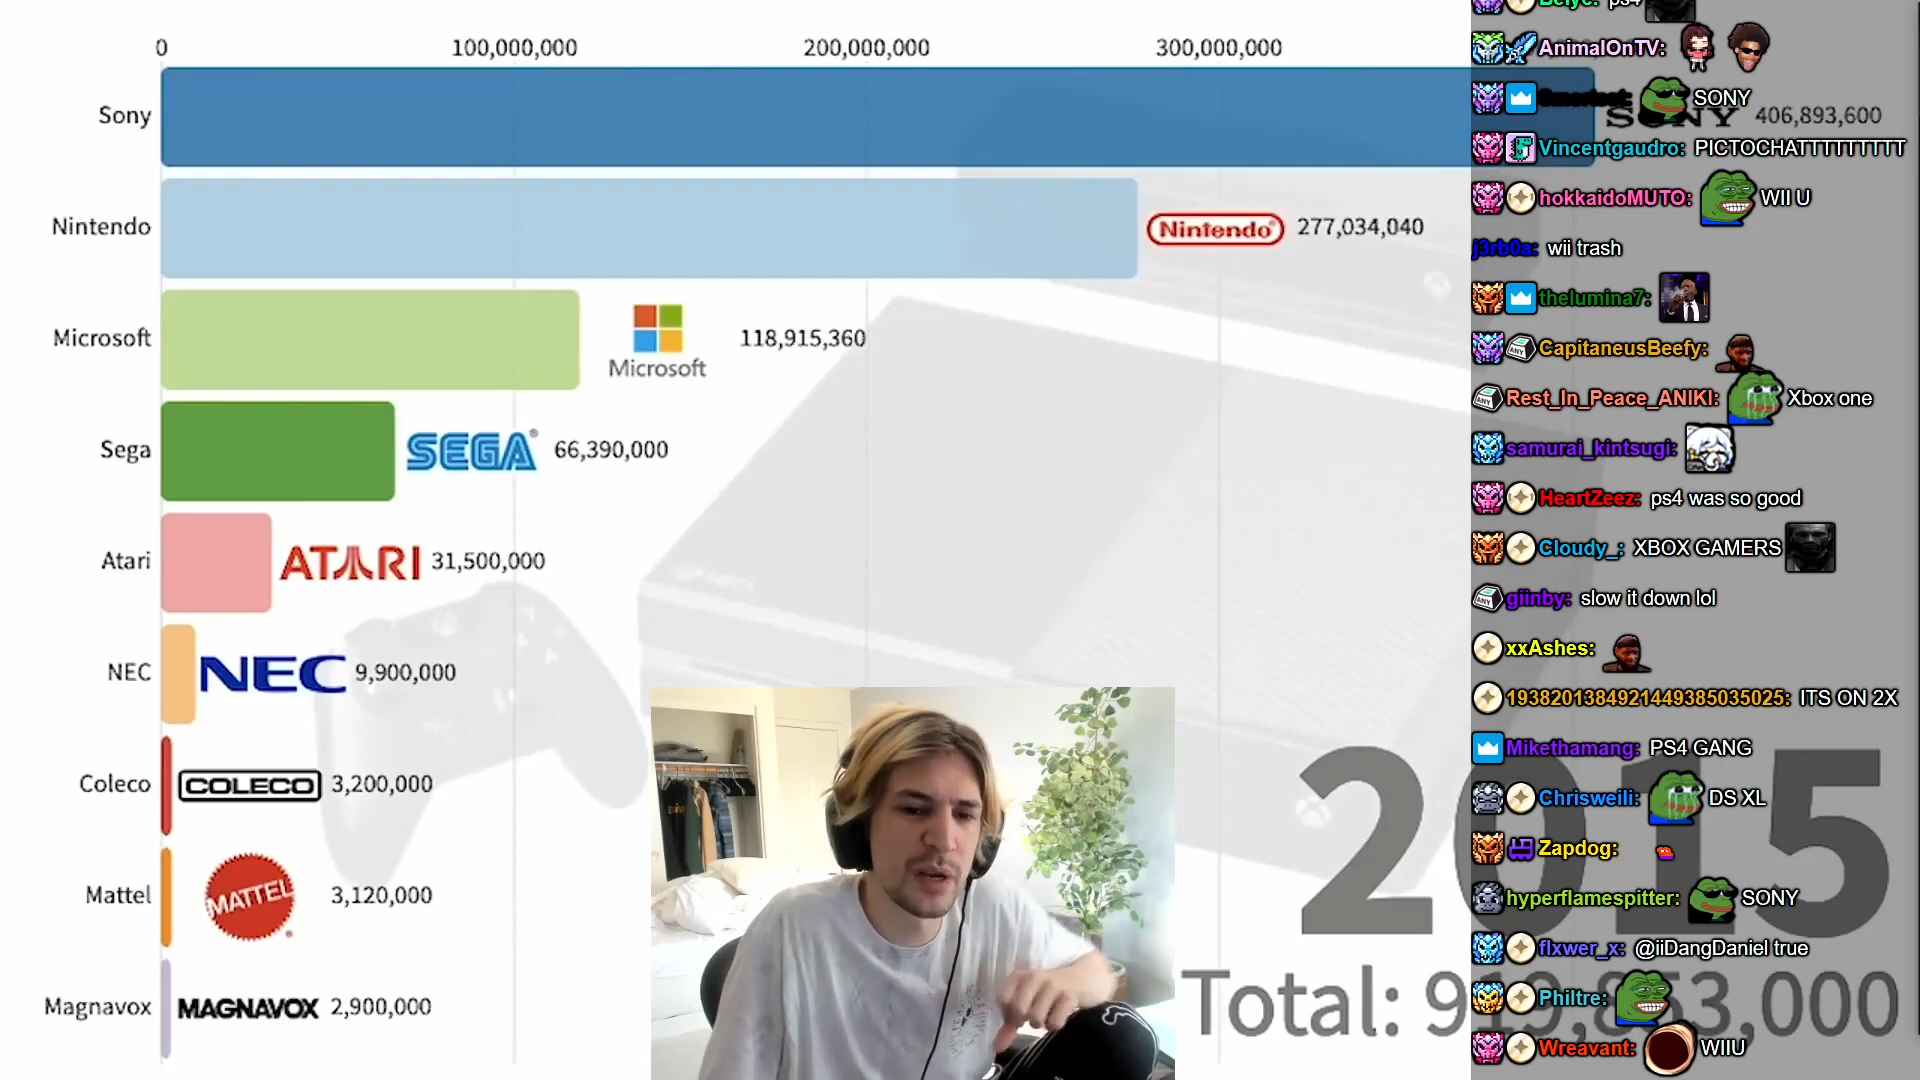 0 100,000,000 200,000,000 300,000,000
Sony SONY 406,893,600
Nintendo Nintendo® 277,034,040
Microsoft Microsoft 118,915,360
Sega SEGA® 66,390,000
Atari ATARI 31,500,000
NEC NEC 9,900,000
Coleco COLECO 3,200,000
Mattel MATTEL® 3,120,000
Magnavox MAGNAVOX 2,900,000
2015
Total: 919,853,000
ps4
AnimalOnTV:
SONY
Vincentgaudro: PICTOCHATTTTTTTTT
hokkaidoMUTO: WII U
j3rb0a: wii trash
thelumina7:
CapitaneusBeefy:
Rest_In_Peace_ANIKI: Xbox one
samurai_kintsugi:
HeartZeez: ps4 was so good
Cloudy_: XBOX GAMERS
giinby: slow it down lol
xxAshes:
1938201384921449385035025: ITS ON 2X
Mikethamang: PS4 GANG
Chrisweili: DS XL
Zapdog:
hyperflamespitter: SONY
flxwer_x: @iiDangDaniel true
Philtre:
Wreavant: WIIU